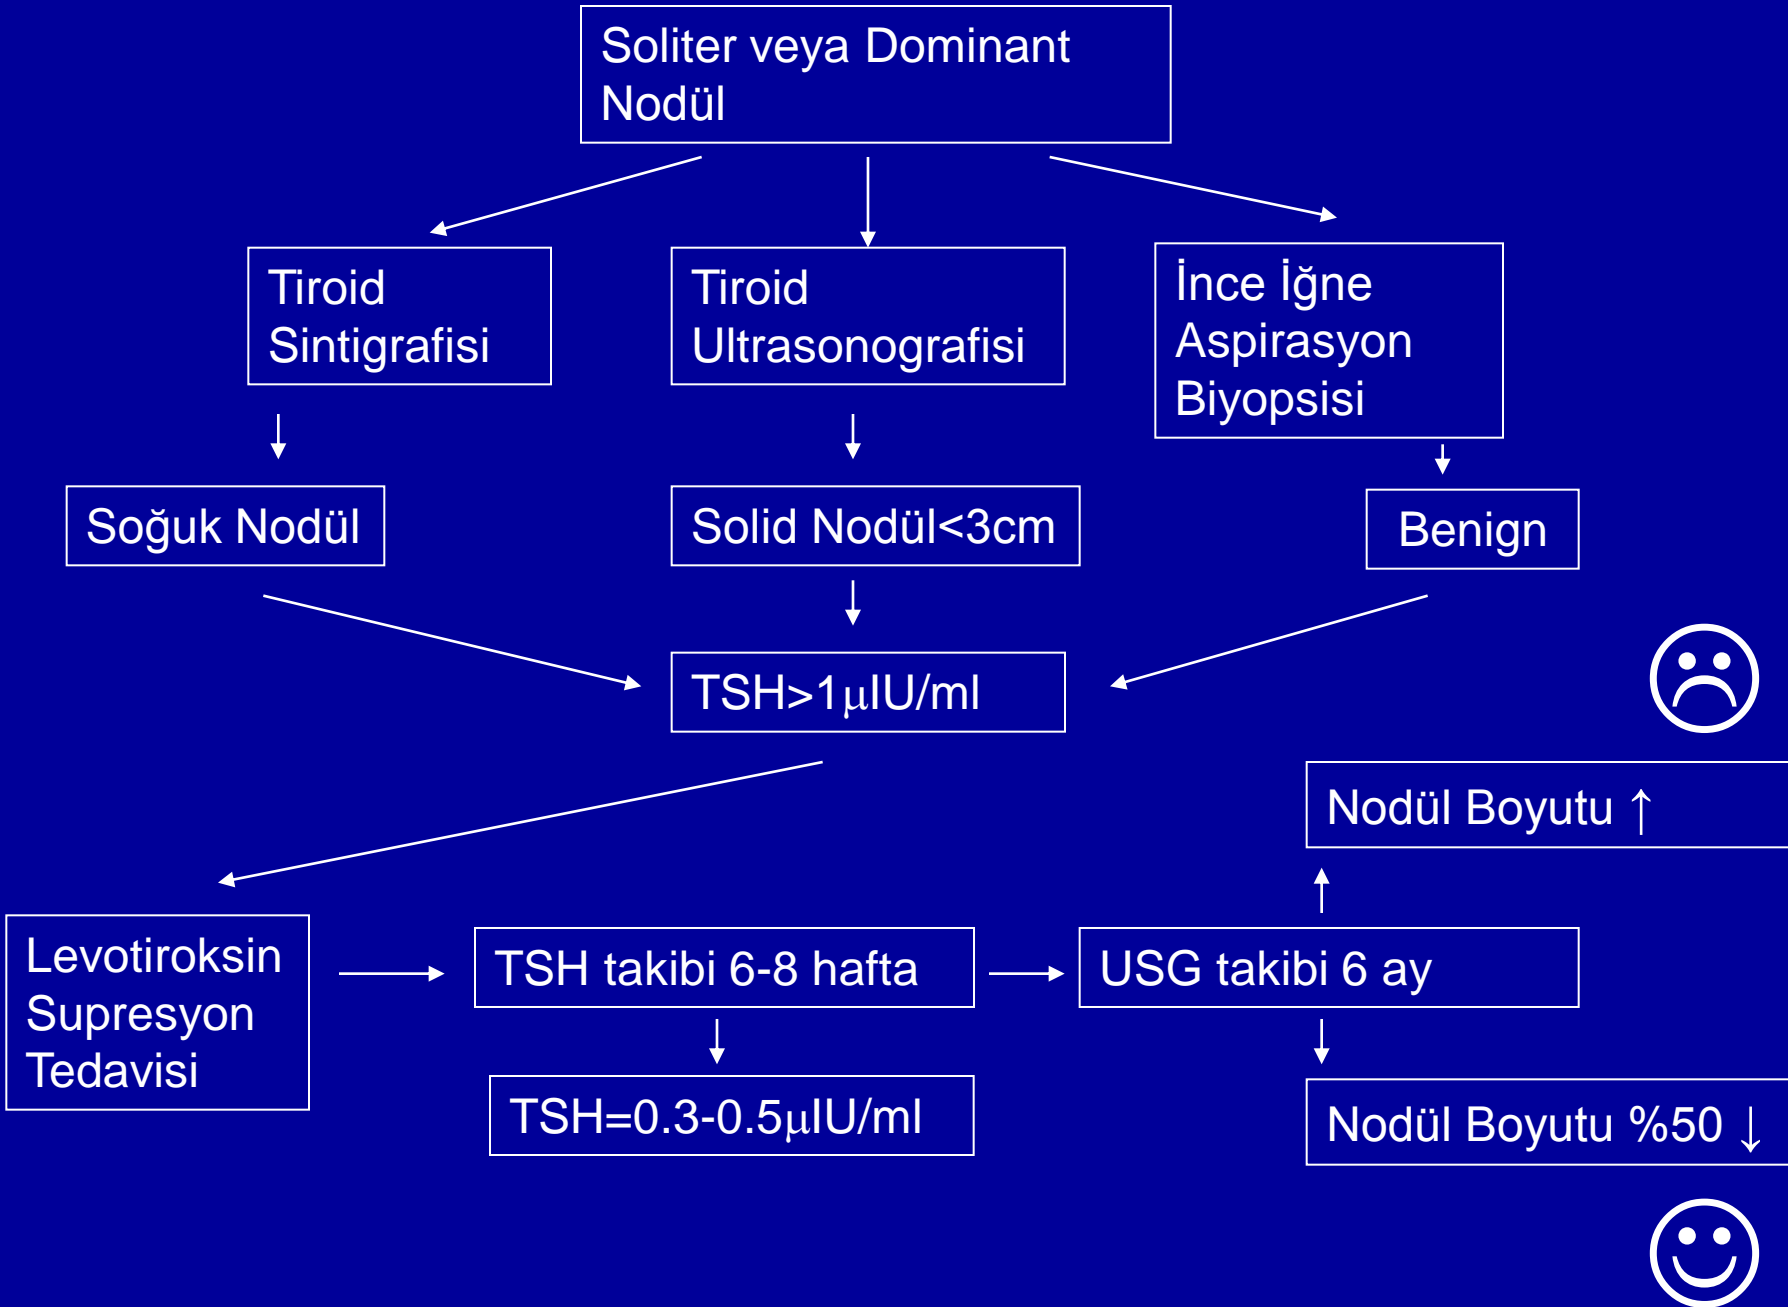 Soliter veya Dominant
Nodül
Tiroid
Sintigrafisi
Tiroid
Ultrasonografisi
İnce İğne
Aspirasyon
Biyopsisi
Soğuk Nodül
Solid Nodül<3cm
Benign
TSH>1μIU/ml
Nodül Boyutu ↑
Levotiroksin
Supresyon
Tedavisi
TSH takibi 6-8 hafta
USG takibi 6 ay
TSH=0.3-0.5μIU/ml
Nodül Boyutu %50 ↓